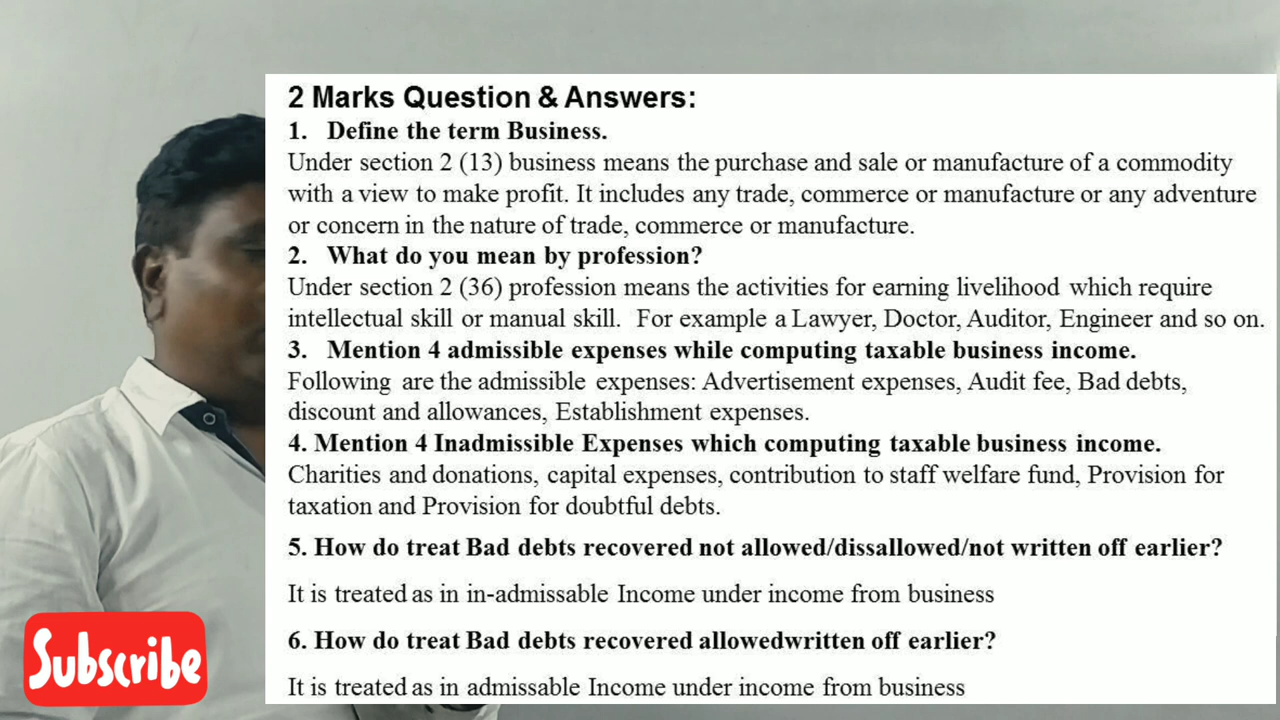 2 Marks Question & Answers:
1. Define the term Business.
Under section 2 (13) business means the purchase and sale or manufacture of a commodity
with a view to make profit. It includes any trade, commerce or manufacture or any adventure
or concern in the nature of trade, commerce or manufacture.
2. What do you mean by profession?
Under section 2 (36) profession means the activities for earning livelihood which require
intellectual skill or manual skill. For example a Lawyer, Doctor, Auditor, Engineer and so on.
3. Mention 4 admissible expenses while computing taxable business income.
Following are the admissible expenses: Advertisement expenses, Audit fee, Bad debts,
discount and allowances, Establishment expenses.
4. Mention 4 Inadmissible Expenses which computing taxable business income.
Charities and donations, capital expenses, contribution to staff welfare fund, Provision for
taxation and Provision for doubtful debts.
5. How do treat Bad debts recovered not allowed/dissallowed/not written off earlier?
It is treated as in in-admissable Income under income from business
6. How do treat Bad debts recovered allowedwritten off earlier?
It is treated as in admissable Income under income from business
Subscribe